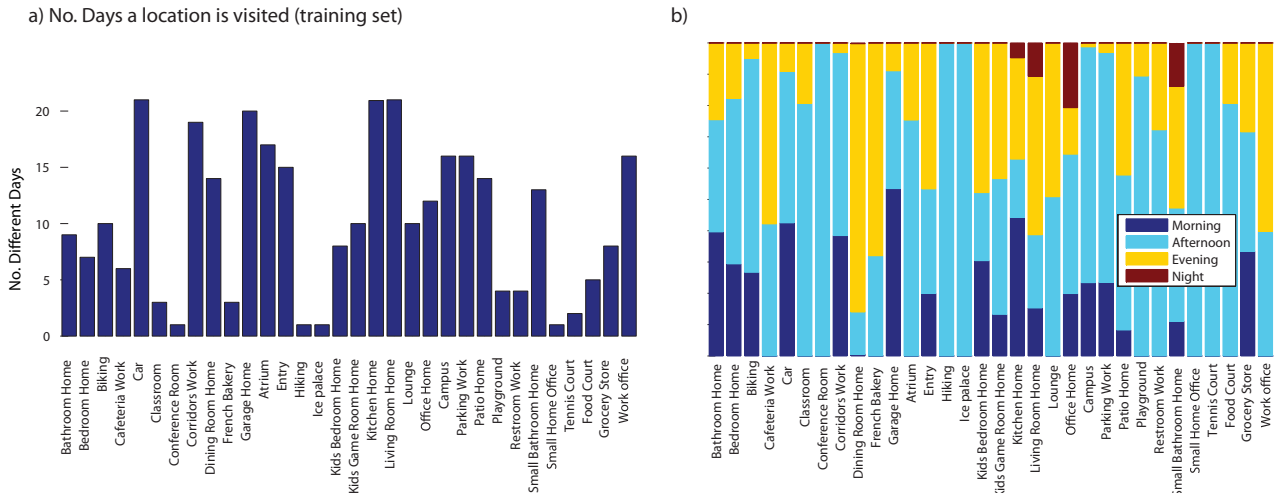 a) No. Days a location is visited (training set)
No. Different Days
20
15
10
5
0
Bathroom Home
Bedroom Home
Biking
Cafeteria Work
Car
Classroom
Conference Room
Corridors Work
Dining Room Home
French Bakery
Garage Home
Atrium
Entry
Hiking
Ice palace
Kids Bedroom Home
Kids Game Room Home
Kitchen Home
Living Room Home
Lounge
Office Home
Campus
Parking Work
Patio Home
Playground
Restroom Work
Small Bathroom Home
Small Home Office
Tennis Court
Food Court
Grocery Store
Work office
b)
Morning
Afternoon
Evening
Night
Bathroom Home
Bedroom Home
Biking
Cafeteria Work
Car
Classroom
Conference Room
Corridors Work
Dining Room Home
French Bakery
Garage Home
Atrium
Entry
Hiking
Ice palace
Kids Bedroom Home
Kids Game Room Home
Kitchen Home
Living Room Home
Lounge
Office Home
Campus
Parking Work
Patio Home
Playground
Restroom Work
Small Bathroom Home
Small Home Office
Tennis Court
Food Court
Grocery Store
Work office